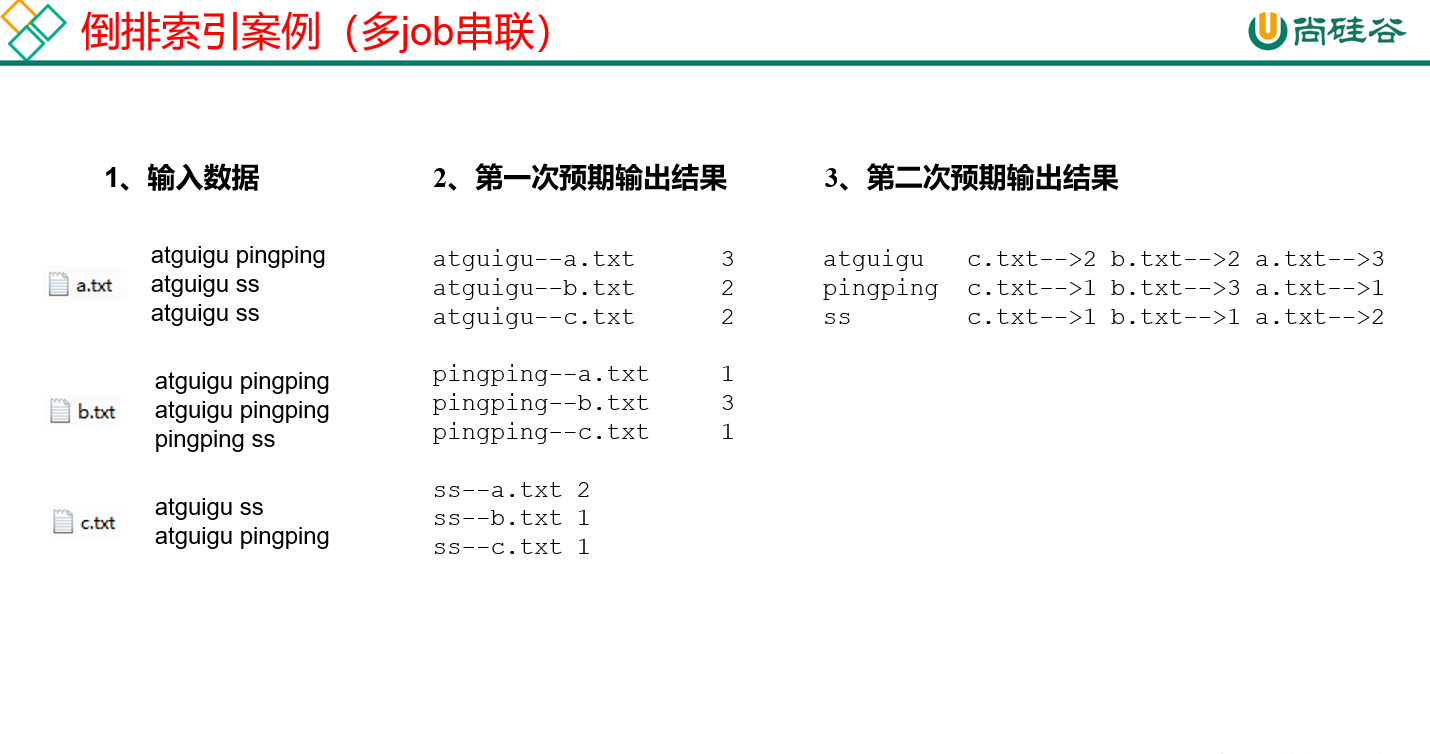 倒排索引案例（多job串联）
尚硅谷
1、输入数据
a.txt
atguigu pingping
atguigu ss
atguigu ss
b.txt
atguigu pingping
atguigu pingping
pingping ss
c.txt
atguigu ss
atguigu pingping
2、第一次预期输出结果
atguigu--a.txt 3
atguigu--b.txt 2
atguigu--c.txt 2
pingping--a.txt 1
pingping--b.txt 3
pingping--c.txt 1
ss--a.txt 2
ss--b.txt 1
ss--c.txt 1
3、第二次预期输出结果
atguigu c.txt-->2 b.txt-->2 a.txt-->3
pingping c.txt-->1 b.txt-->3 a.txt-->1
ss c.txt-->1 b.txt-->1 a.txt-->2